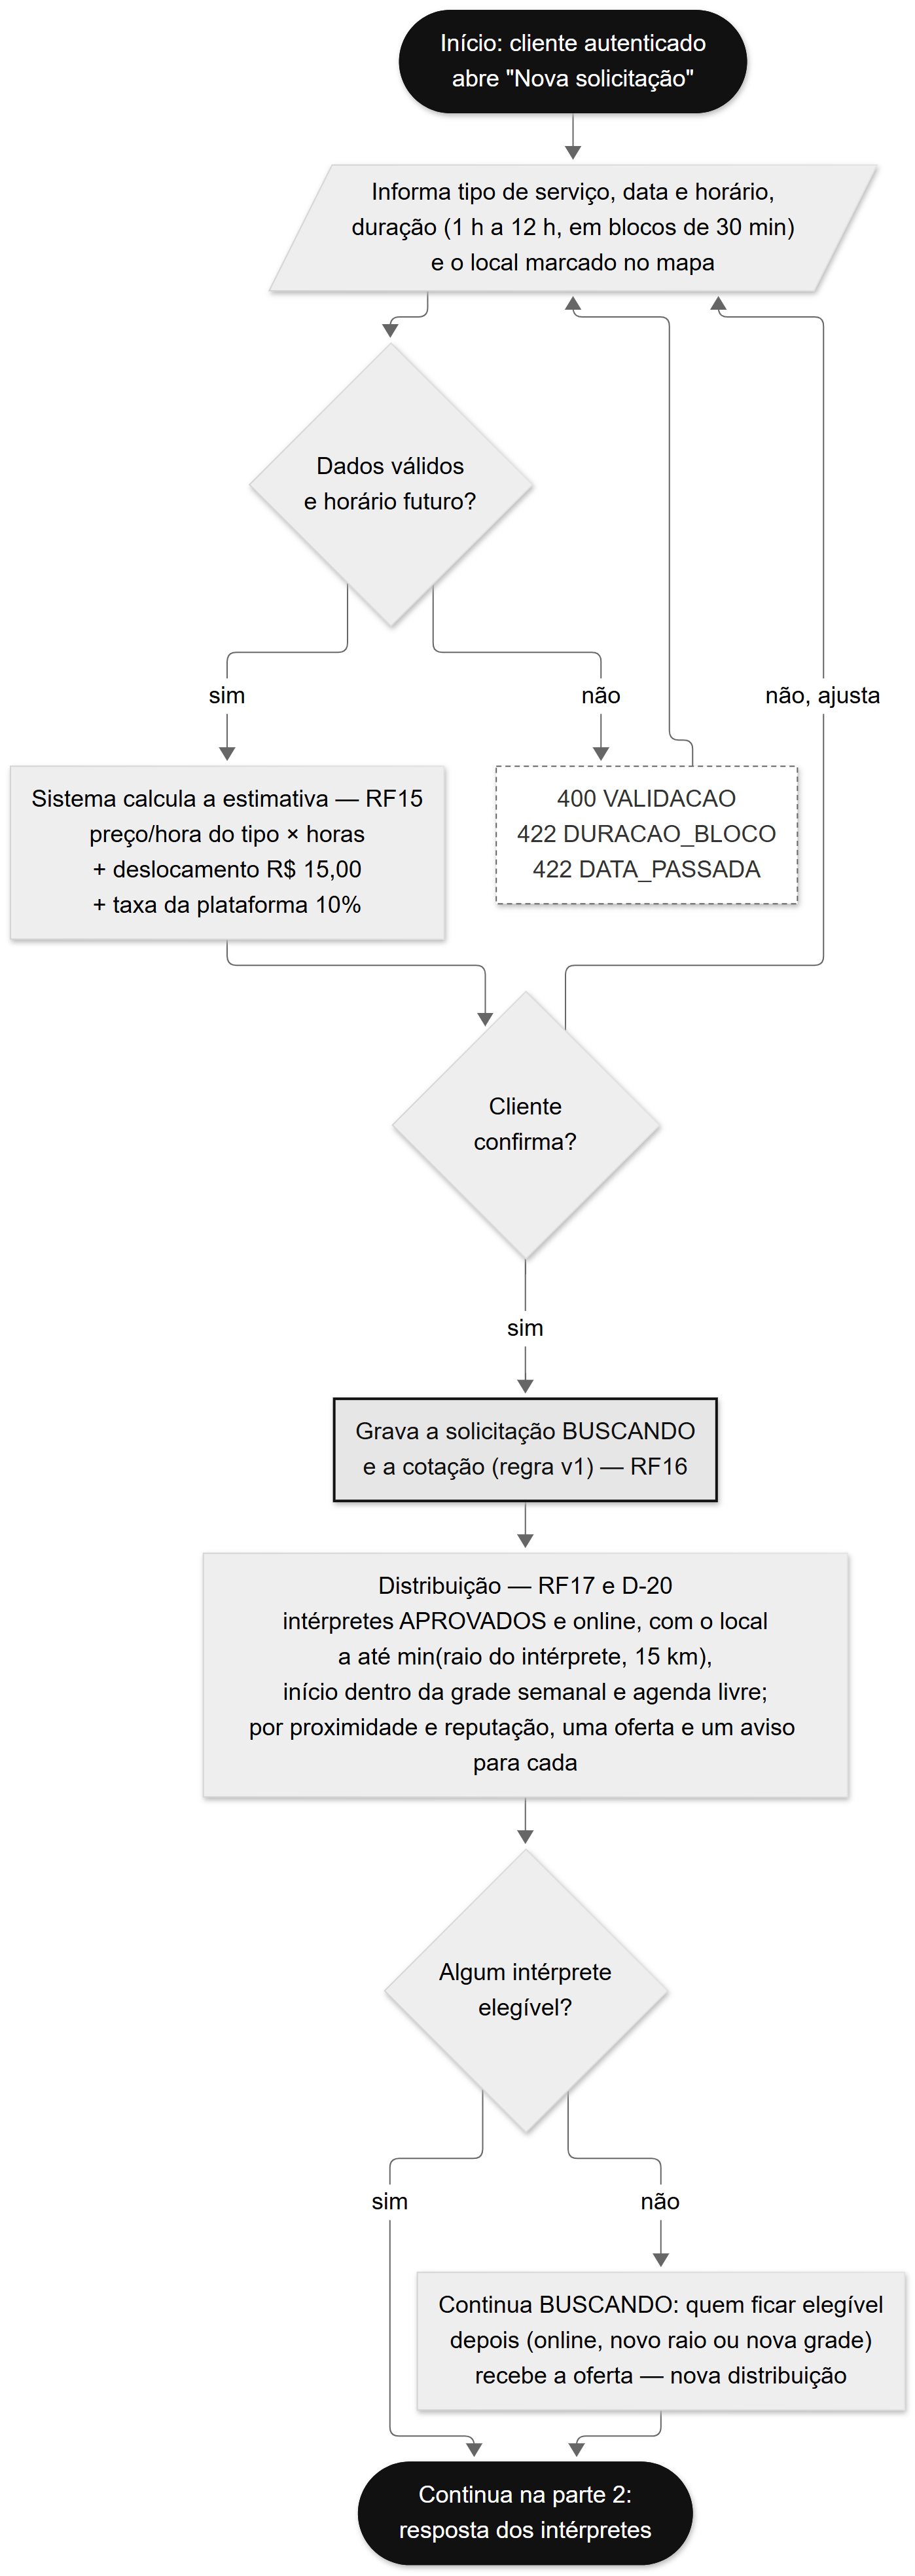 Início: cliente autenticado
abre "Nova solicitação"
Informa tipo de serviço, data e horário,
duração (1 h a 12 h, em blocos de 30 min)
e o local marcado no mapa
Dados válidos
e horário futuro?
sim
não
não, ajusta
Sistema calcula a estimativa — RF15
preço/hora do tipo × horas
+ deslocamento R$ 15,00
+ taxa da plataforma 10%
400 VALIDACAO
422 DURACAO_BLOCO
422 DATA_PASSADA
Cliente
confirma?
sim
Grava a solicitação BUSCANDO
e a cotação (regra v1) — RF16
Distribuição — RF17 e D-20
intérpretes APROVADOS e online, com o local
a até min(raio do intérprete, 15 km),
início dentro da grade semanal e agenda livre;
por proximidade e reputação, uma oferta e um aviso
para cada
Algum intérprete
elegível?
sim
não
Continua BUSCANDO: quem ficar elegível
depois (online, novo raio ou nova grade)
recebe a oferta — nova distribuição
Continua na parte 2:
resposta dos intérpretes